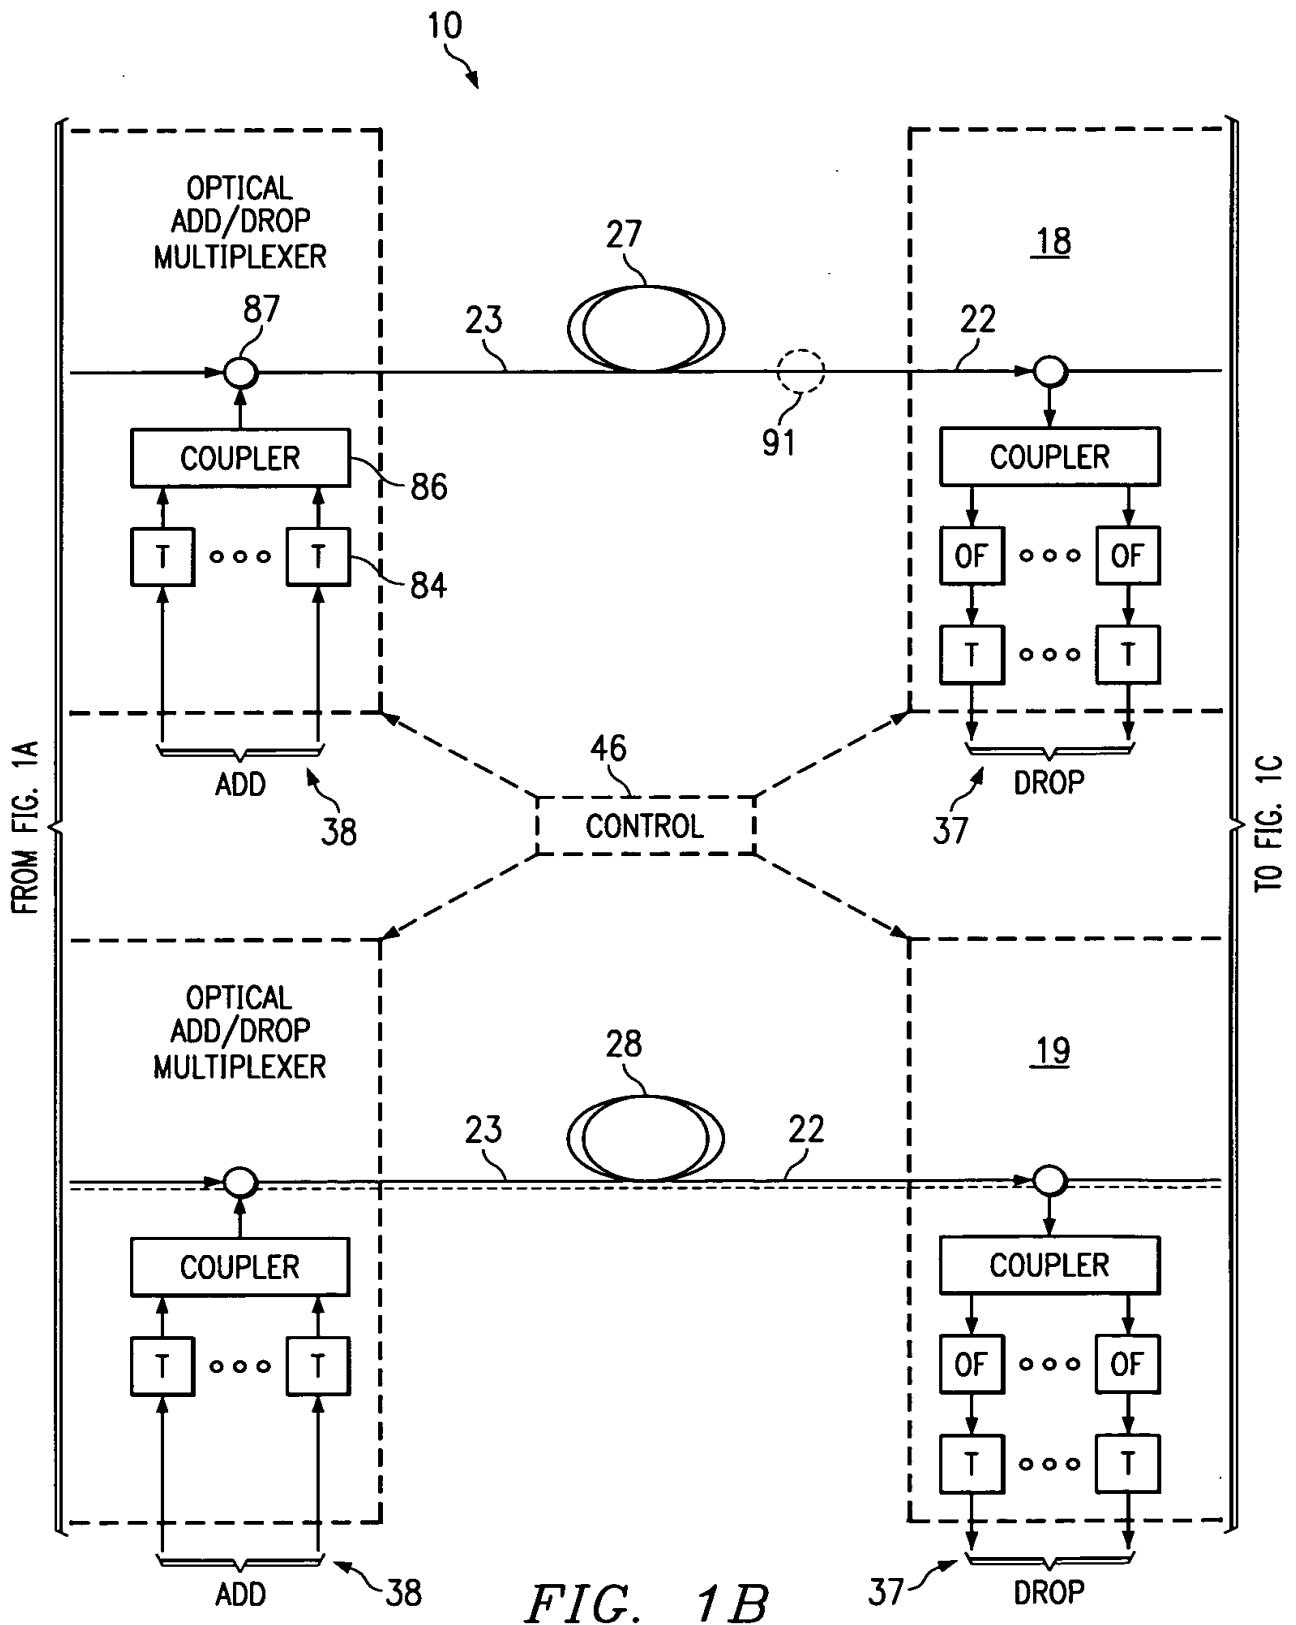 10
OPTICAL
ADD/DROP
MULTIPLEXER
87
23
27
91
22
18
COUPLER
86
T
T
84
COUPLER
OF
OF
T
T
ADD
38
46
CONTROL
37
DROP
FROM FIG. 1A
TO FIG. 1C
OPTICAL
ADD/DROP
MULTIPLEXER
23
28
22
19
COUPLER
T
T
COUPLER
OF
OF
T
T
ADD
38
37
DROP
FIG. 1B